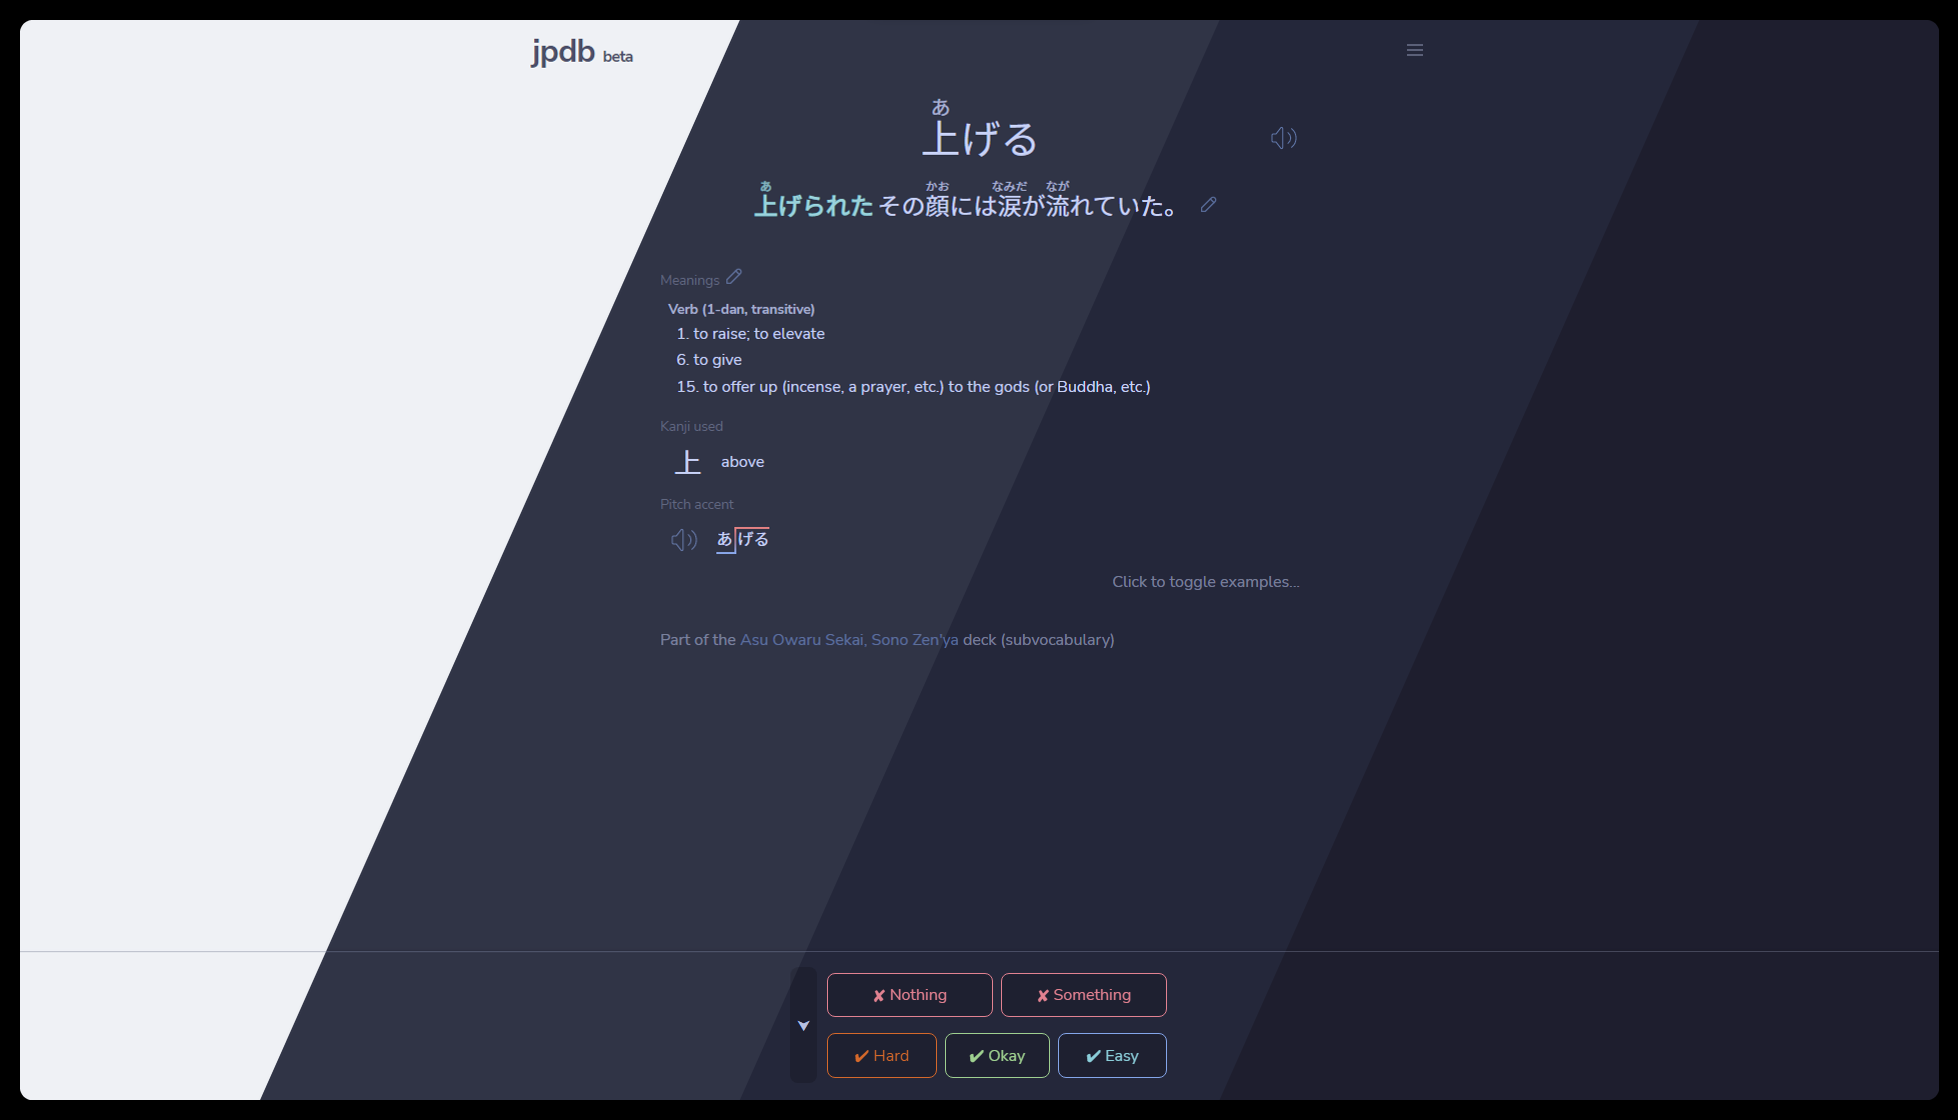 jpdb beta
あ
上げる
あ かお なみだ なが
上げられた その顔には涙が流れていた。
Meanings
Verb (1-dan, transitive)
1. to raise; to elevate
6. to give
15. to offer up (incense, a prayer, etc.) to the gods (or Buddha, etc.)
Kanji used
上 above
Pitch accent
あげる
Click to toggle examples...
Part of the Asu Owaru Sekai, Sono Zen'ya deck (subvocabulary)
✘ Nothing ✘ Something
✔ Hard ✔ Okay ✔ Easy